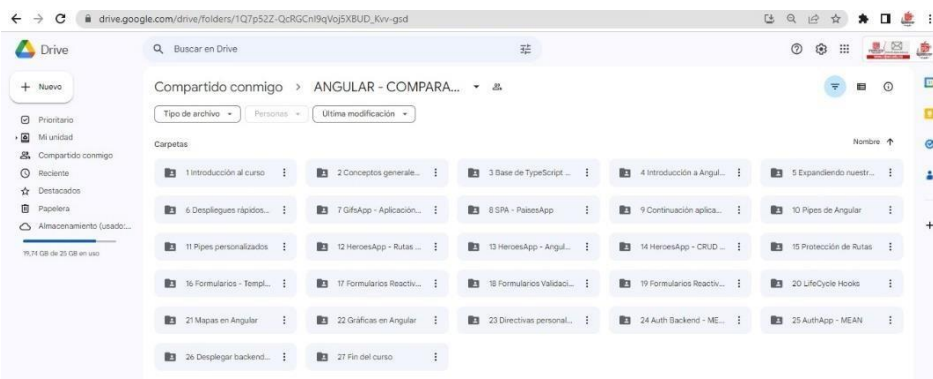 drive.google.com/drive/folders/1Q7p52Z-QcRGCnI9qVoj5XBUD_Kvv-gsd
Drive
Buscar en Drive
Nuevo
Compartido conmigo > ANGULAR - COMPARA...
Tipo de archivo
Personas
Última modificación
Prioritario
Mi unidad
Compartido conmigo
Reciente
Destacados
Papelera
Almacenamiento (usado:...
19,74 GB de 25 GB en uso
Carpetas
Nombre
1 Introducción al curso
2 Conceptos generale...
3 Base de TypeScript ...
4 Introducción a Angul...
5 Expandiendo nuestr...
6 Despliegues rápidos...
7 GifsApp - Aplicación...
8 SPA - PaisesApp
9 Continuación aplica...
10 Pipes de Angular
11 Pipes personalizados
12 HeroesApp - Rutas ...
13 HeroesApp - Angul...
14 HeroesApp - CRUD ...
15 Protección de Rutas
16 Formularios - Templ...
17 Formularios Reactiv...
18 Formularios Validaci...
19 Formularios Reactiv...
20 LifeCycle Hooks
21 Mapas en Angular
22 Gráficas en Angular
23 Directivas personal...
24 Auth Backend - ME...
25 AuthApp - MEAN
26 Desplegar backend...
27 Fin del curso